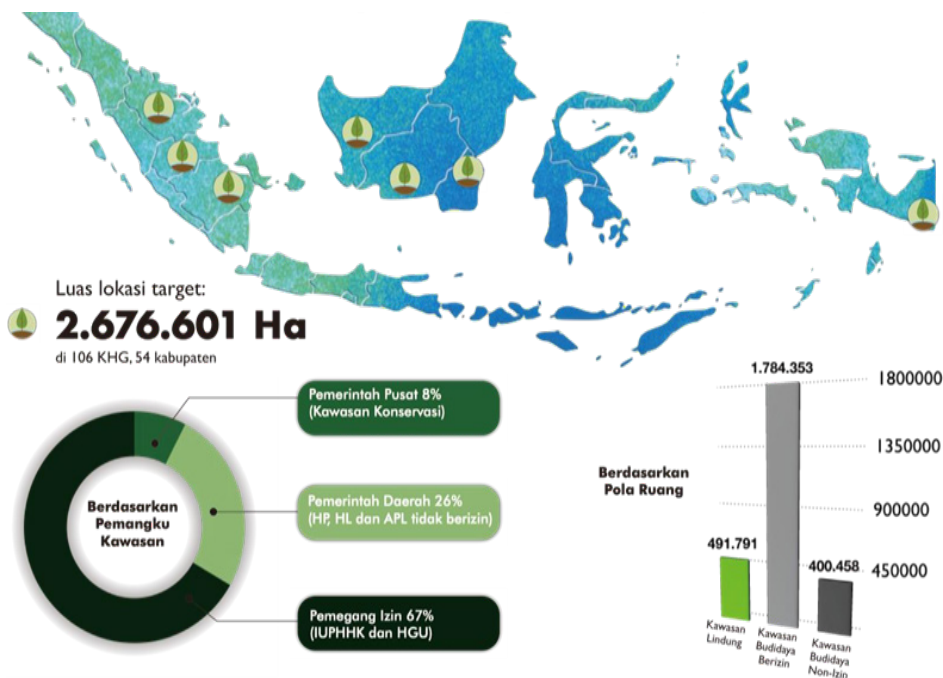 Luas lokasi target:
2.676.601 Ha
di 106 KHG, 54 kabupaten
Berdasarkan
Pemangku
Kawasan
Pemerintah Pusat 8%
(Kawasan Konservasi)
Pemerintah Daerah 26%
(HP, HL dan APL tidak berizin)
Pemegang Izin 67%
(IUPHHK dan HGU)
Berdasarkan
Pola Ruang
491.791
1.784.353
400.458
1800000
1350000
900000
450000
Kawasan
Lindung
Kawasan
Budidaya
Berizin
Kawasan
Budidaya
Non-Izin